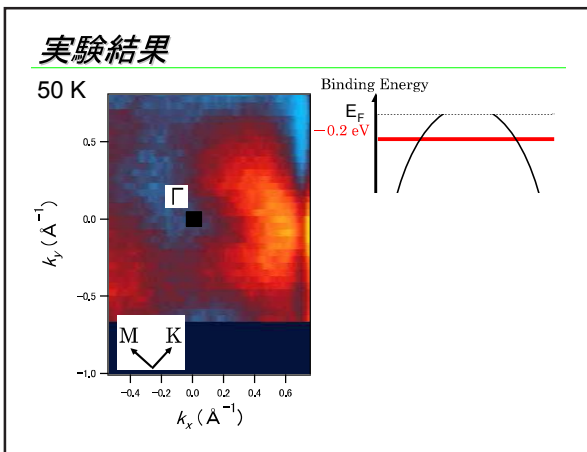 実験結果
50 K
Binding Energy
E_F
−0.2 eV
Γ
0.5
0.0
−0.5
−1.0
k_y (Å⁻¹)
M K
−0.4 −0.2 0.0 0.2 0.4 0.6
k_x (Å⁻¹)